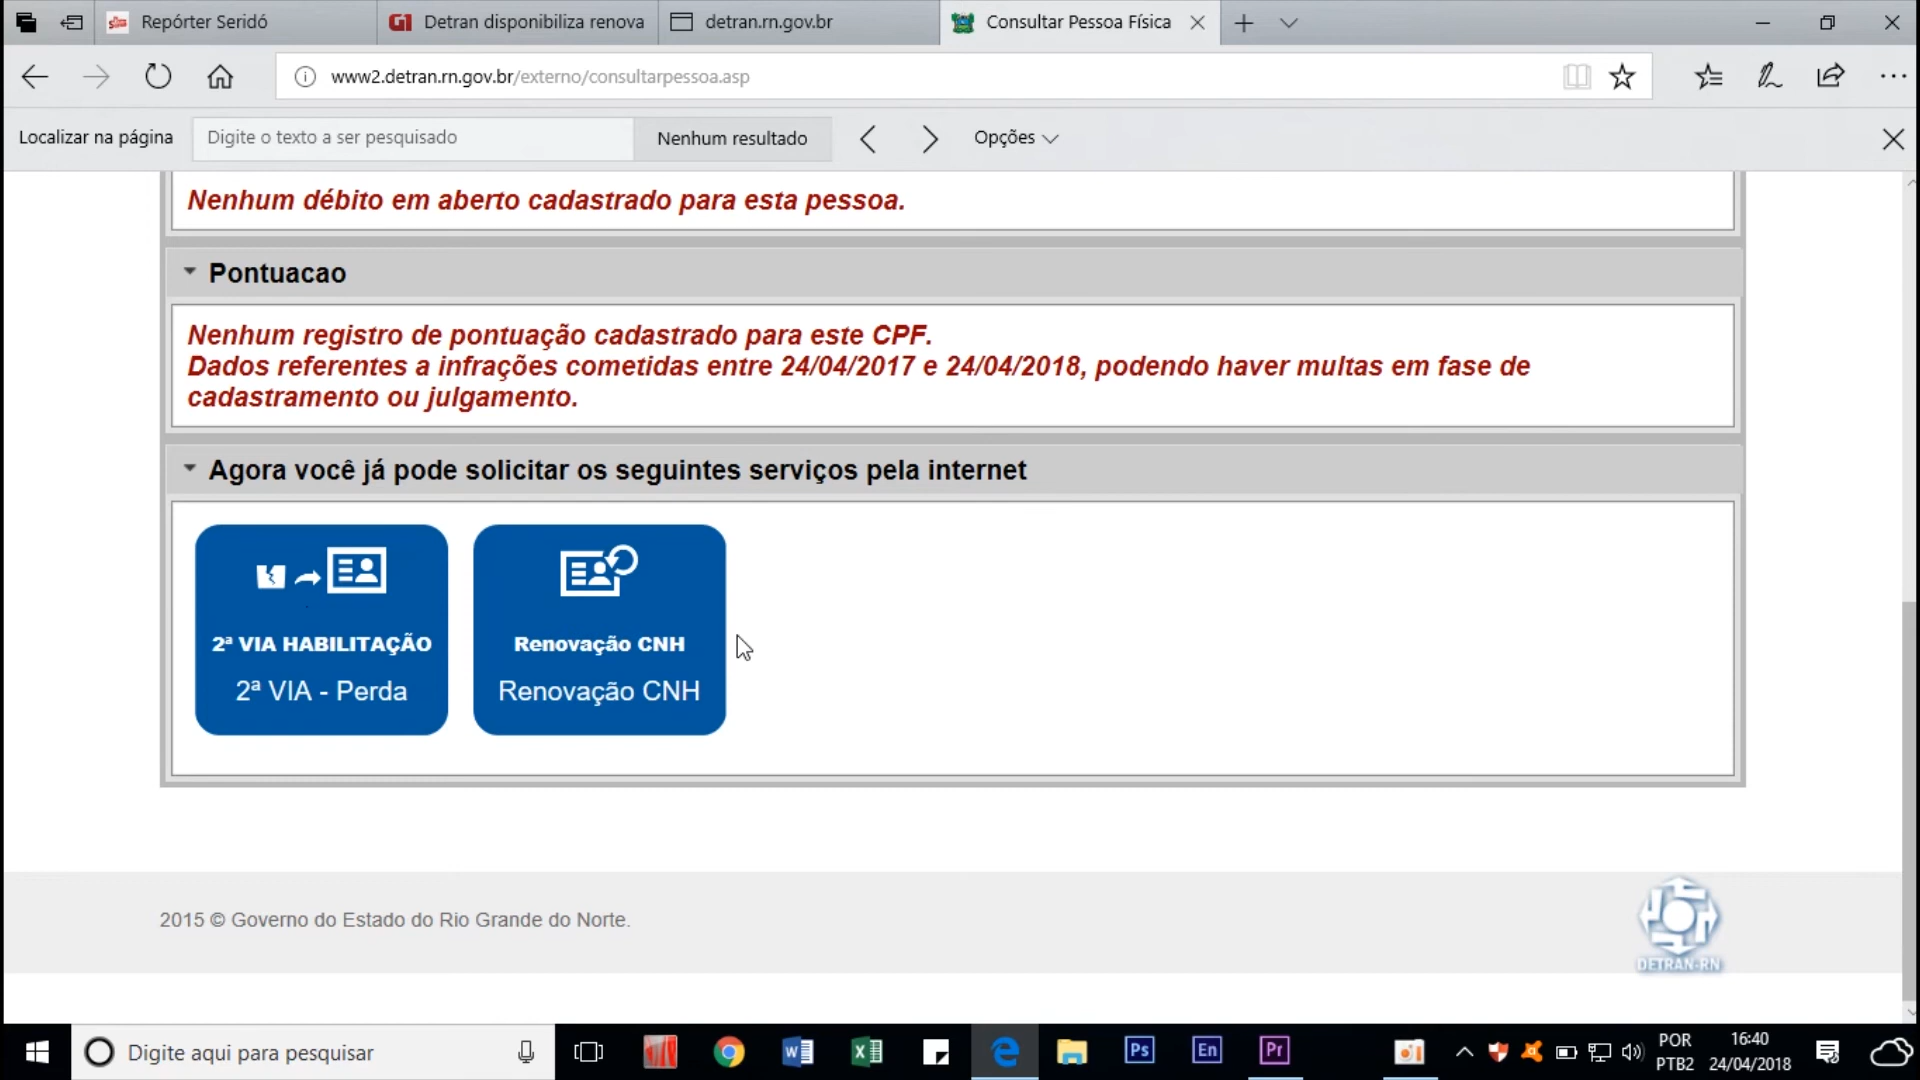 Repórter Seridó
G1 Detran disponibiliza renova
detran.rn.gov.br
Consultar Pessoa Física
www2.detran.rn.gov.br/externo/consultarpessoa.asp
Localizar na página
Digite o texto a ser pesquisado
Nenhum resultado
Opções
Nenhum débito em aberto cadastrado para esta pessoa.
Pontuacao
Nenhum registro de pontuação cadastrado para este CPF.
Dados referentes a infrações cometidas entre 24/04/2017 e 24/04/2018, podendo haver multas em fase de
cadastramento ou julgamento.
Agora você já pode solicitar os seguintes serviços pela internet
2ª VIA HABILITAÇÃO
2ª VIA - Perda
Renovação CNH
Renovação CNH
2015 © Governo do Estado do Rio Grande do Norte.
DETRAN-RN
Digite aqui para pesquisar
Ps
En
Pr
POR
PTB2
16:40
24/04/2018